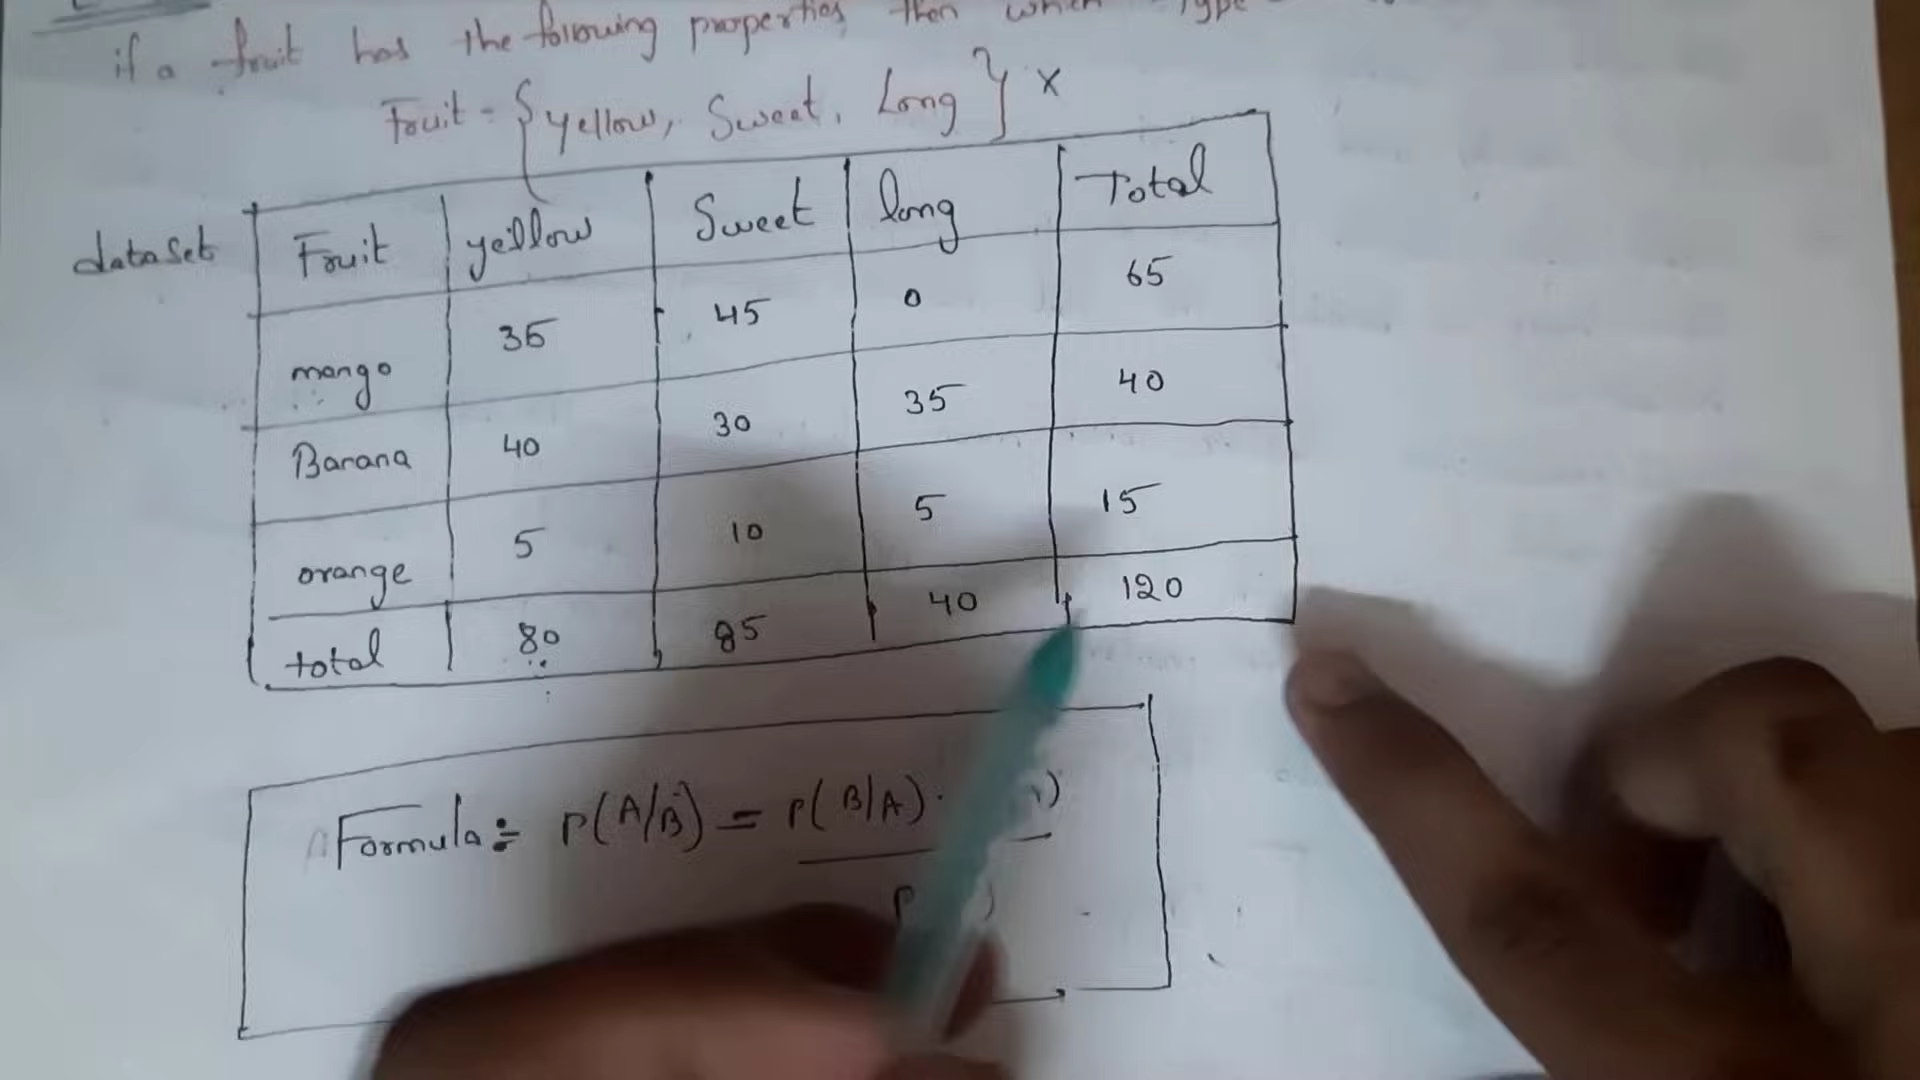 if a fruit has the following properties then which Type
Fruit = {yellow, Sweet, Long} x
dataset
Fruit yellow Sweet long Total
mango 35 45 0 65
Banana 40 30 35 40
orange 5 10 5 15
total 80 85 40 120
Formula÷ P(A/B) = P(B/A).